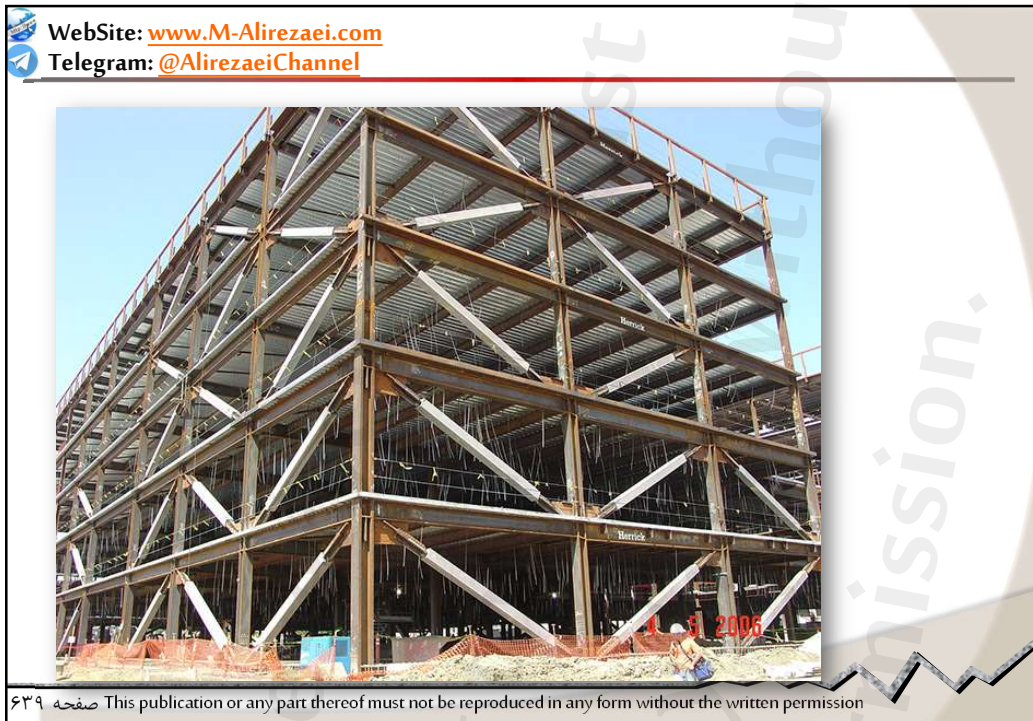 WebSite: www.M-Alirezaei.com
Telegram: @AlirezaeiChannel
Herrick
Herrick
Herrick
5 2006
صفحه ۶۳۹ This publication or any part thereof must not be reproduced in any form without the written permission